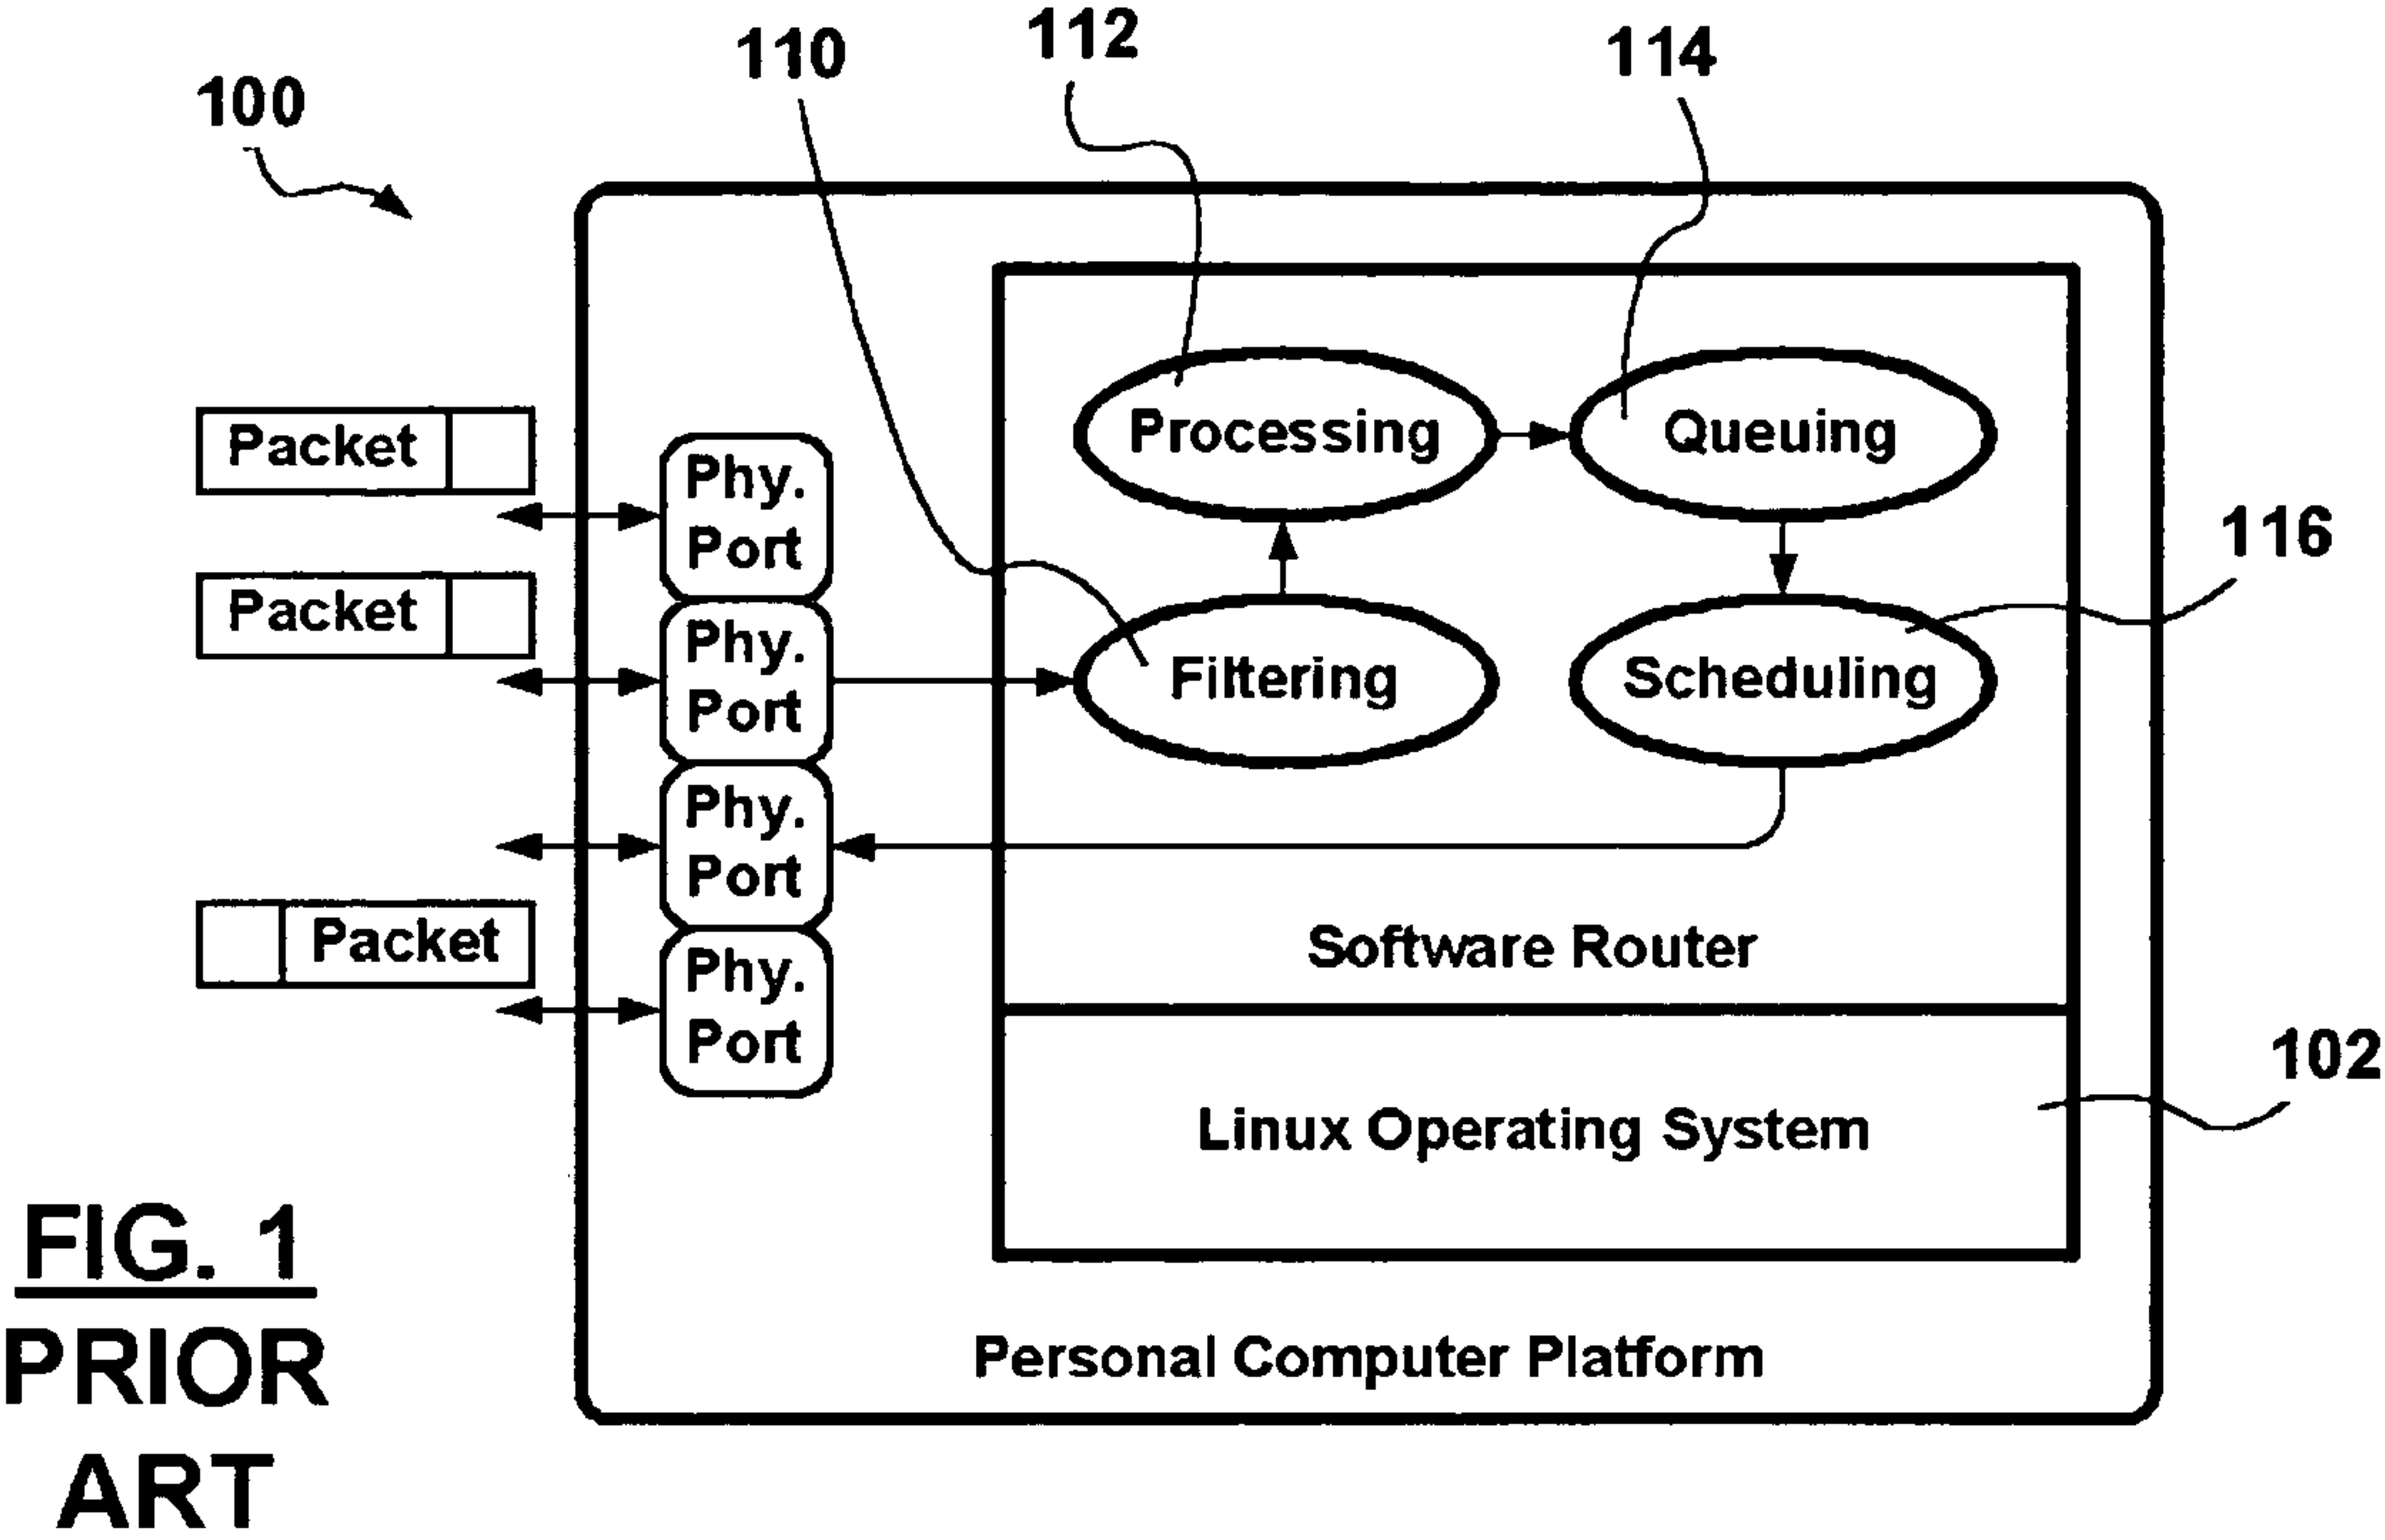 112
110
114
100
Processing
Queuing
Packet
Phy.
Port
116
Packet
Phy.
Port
Filtering
Scheduling
Phy.
Port
Packet
Software Router
Phy.
Port
102
Linux Operating System
FIG. 1
PRIOR
ART
Personal Computer Platform